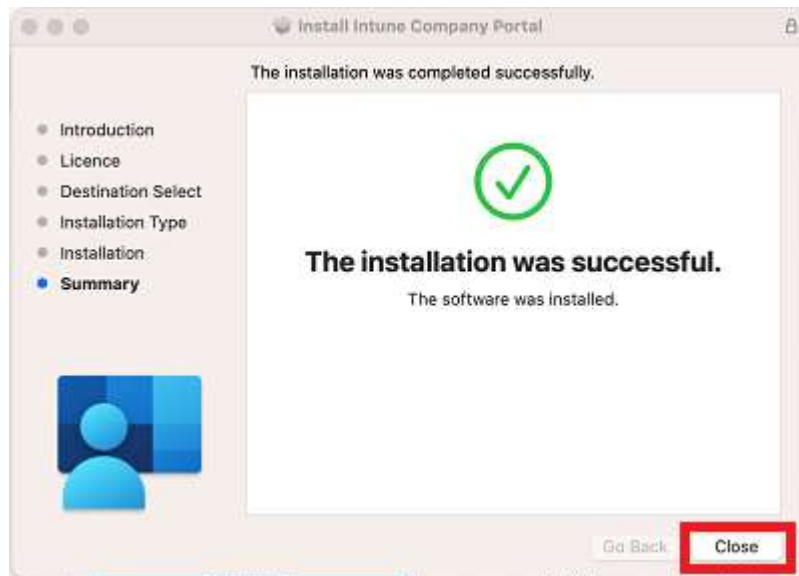 Install Intune Company Portal
The installation was completed successfully.
Introduction
Licence
Destination Select
Installation Type
Installation
Summary
The installation was successful.
The software was installed.
Go Back
Close